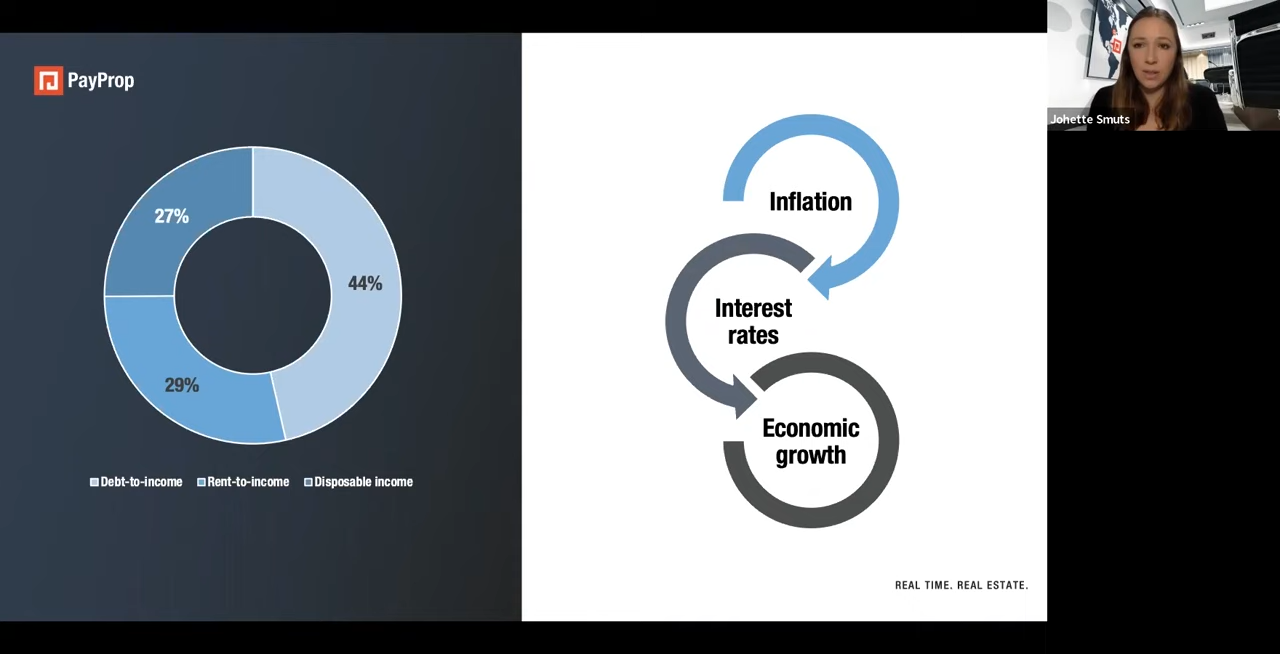 PayProp
27%
44%
29%
Debt-to-income Rent-to-income Disposable income
Inflation
Interest
rates
Economic
growth
REAL TIME. REAL ESTATE.
Johette Smuts